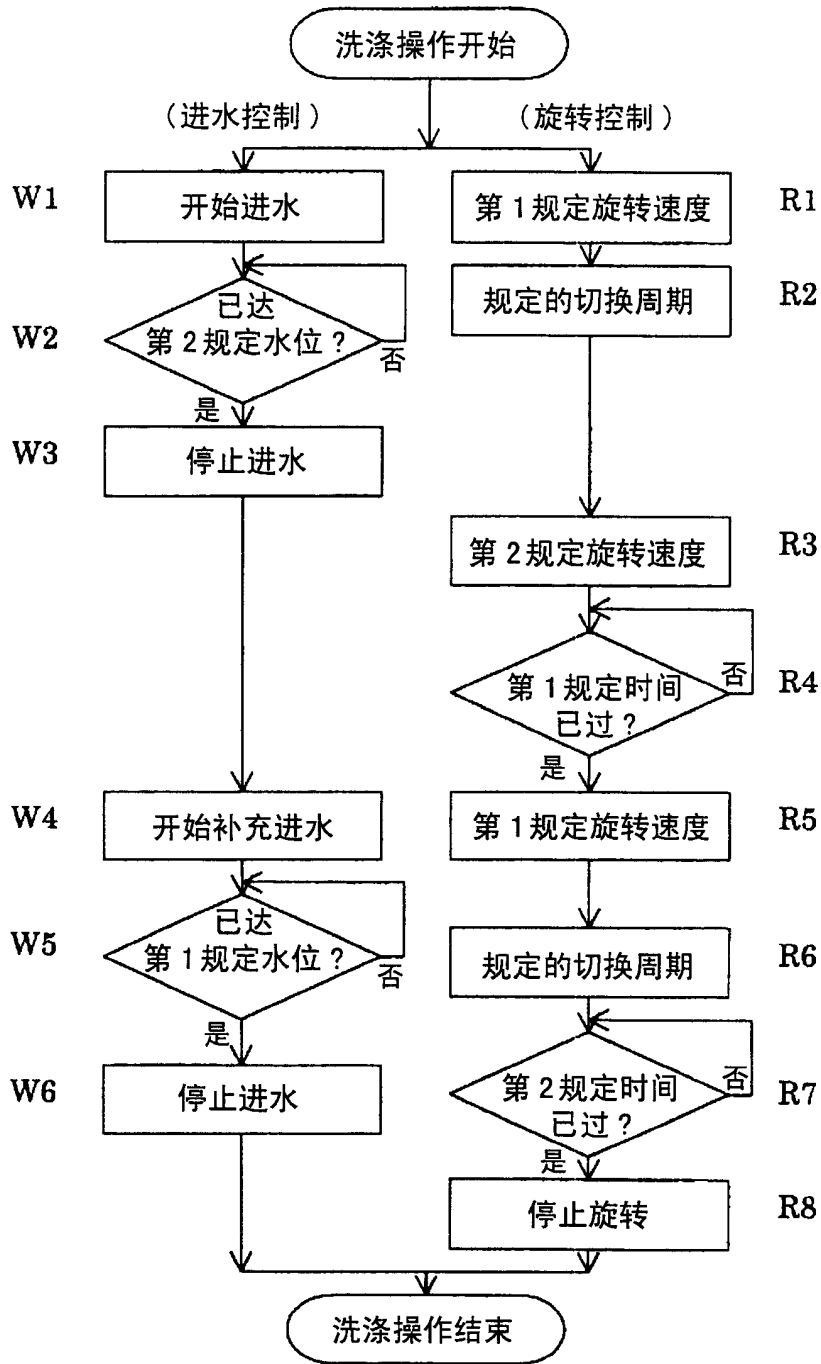 洗涤操作开始
（进水控制）
（旋转控制）
W1
开始进水
第1规定旋转速度
R1
规定的切换周期
R2
W2
已达
第2规定水位？
否
是
W3
停止进水
第2规定旋转速度
R3
第1规定时间
已过？
否
R4
是
W4
开始补充进水
第1规定旋转速度
R5
W5
已达
第1规定水位？
否
是
规定的切换周期
R6
W6
停止进水
第2规定时间
已过？
否
R7
是
停止旋转
R8
洗涤操作结束